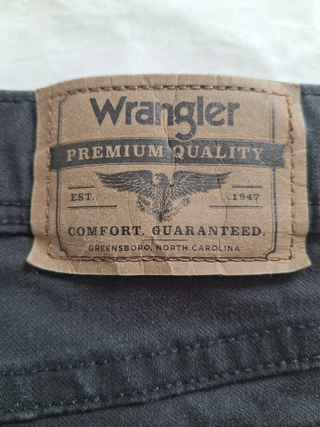 Wrangler
PREMIUM QUALITY
EST. 1947
COMFORT. GUARANTEED.
GREENSBORO, NORTH CAROLINA